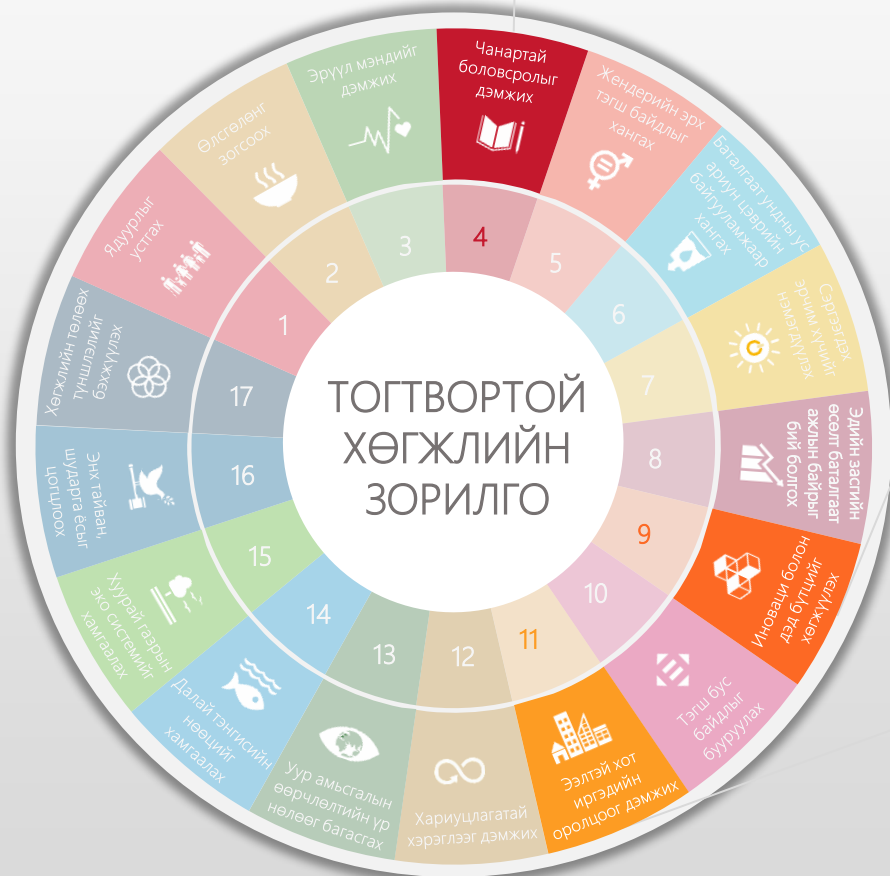 ТОГТВОРТОЙ
ХӨГЖЛИЙН
ЗОРИЛГО
1
Ядуурлыг
устгах
2
Өлсгөлөнг
зогсоох
3
Эрүүл мэндийг
дэмжих
4
Чанартай
боловсролыг
дэмжих
5
Жендерийн эрх
тэгш байдлыг
хангах
6
Баталгаат ундны ус
ариун цэврийн
байгууламжаар
хангах
7
Сэргээгдэх
эрчим хүчийг
нэмэгдүүлэх
8
Эдийн засгийн
өсөлт баталгаат
ажлын байрыг
бий болгох
9
Иноваци болон
дэд бүтцийг
хөгжүүлэх
10
Тэгш бус
байдлыг
бууруулах
11
Ээлтэй хот
иргэдийн
оролцоог дэмжих
12
Хариуцлагатай
хэрэглээг дэмжих
13
Уур амьсгалын
өөрчлөлтийн үр
нөлөөг багасгах
14
Далай тэнгисийн
нөөцийг
хамгаалах
15
Хуурай газрын
эко системийг
хамгаалах
16
Энх тайван,
шударга ёсыг
цогцлоох
17
Хөгжлийн төлөөх
түншлэлийг
бэхжүүлэх